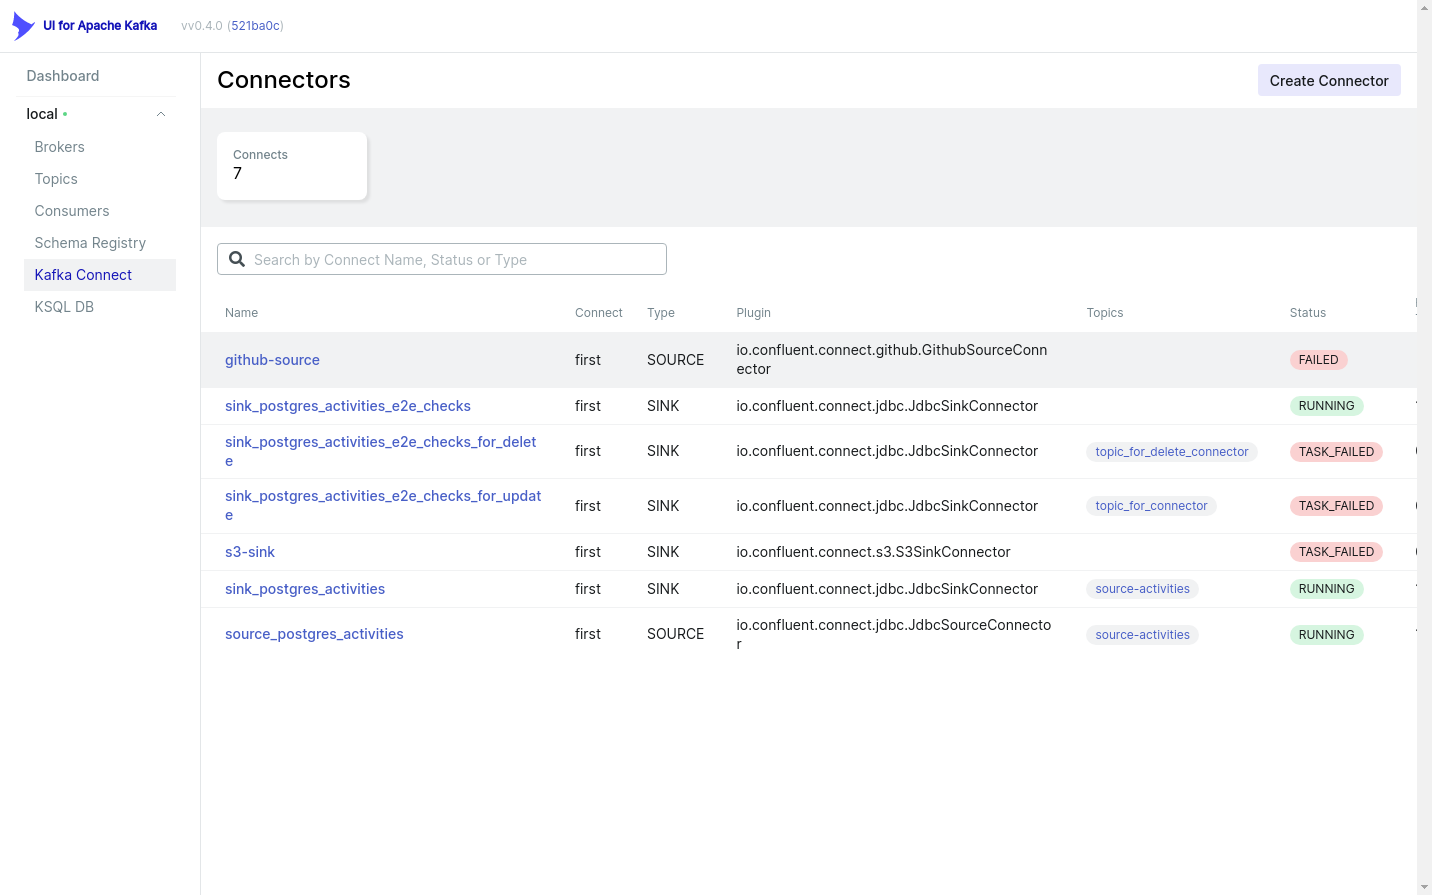 UI for Apache Kafka vv0.4.0 (521ba0c)
Dashboard
local
Brokers
Topics
Consumers
Schema Registry
Kafka Connect
KSQL DB
Connectors
Create Connector
Connects
7
Search by Connect Name, Status or Type
Name Connect Type Plugin Topics Status
github-source first SOURCE io.confluent.connect.github.GithubSourceConn
ector FAILED
sink_postgres_activities_e2e_checks first SINK io.confluent.connect.jdbc.JdbcSinkConnector RUNNING
sink_postgres_activities_e2e_checks_for_delet
e first SINK io.confluent.connect.jdbc.JdbcSinkConnector topic_for_delete_connector TASK_FAILED
sink_postgres_activities_e2e_checks_for_updat
e first SINK io.confluent.connect.jdbc.JdbcSinkConnector topic_for_connector TASK_FAILED
s3-sink first SINK io.confluent.connect.s3.S3SinkConnector TASK_FAILED
sink_postgres_activities first SINK io.confluent.connect.jdbc.JdbcSinkConnector source-activities RUNNING
source_postgres_activities first SOURCE io.confluent.connect.jdbc.JdbcSourceConnecto
r source-activities RUNNING